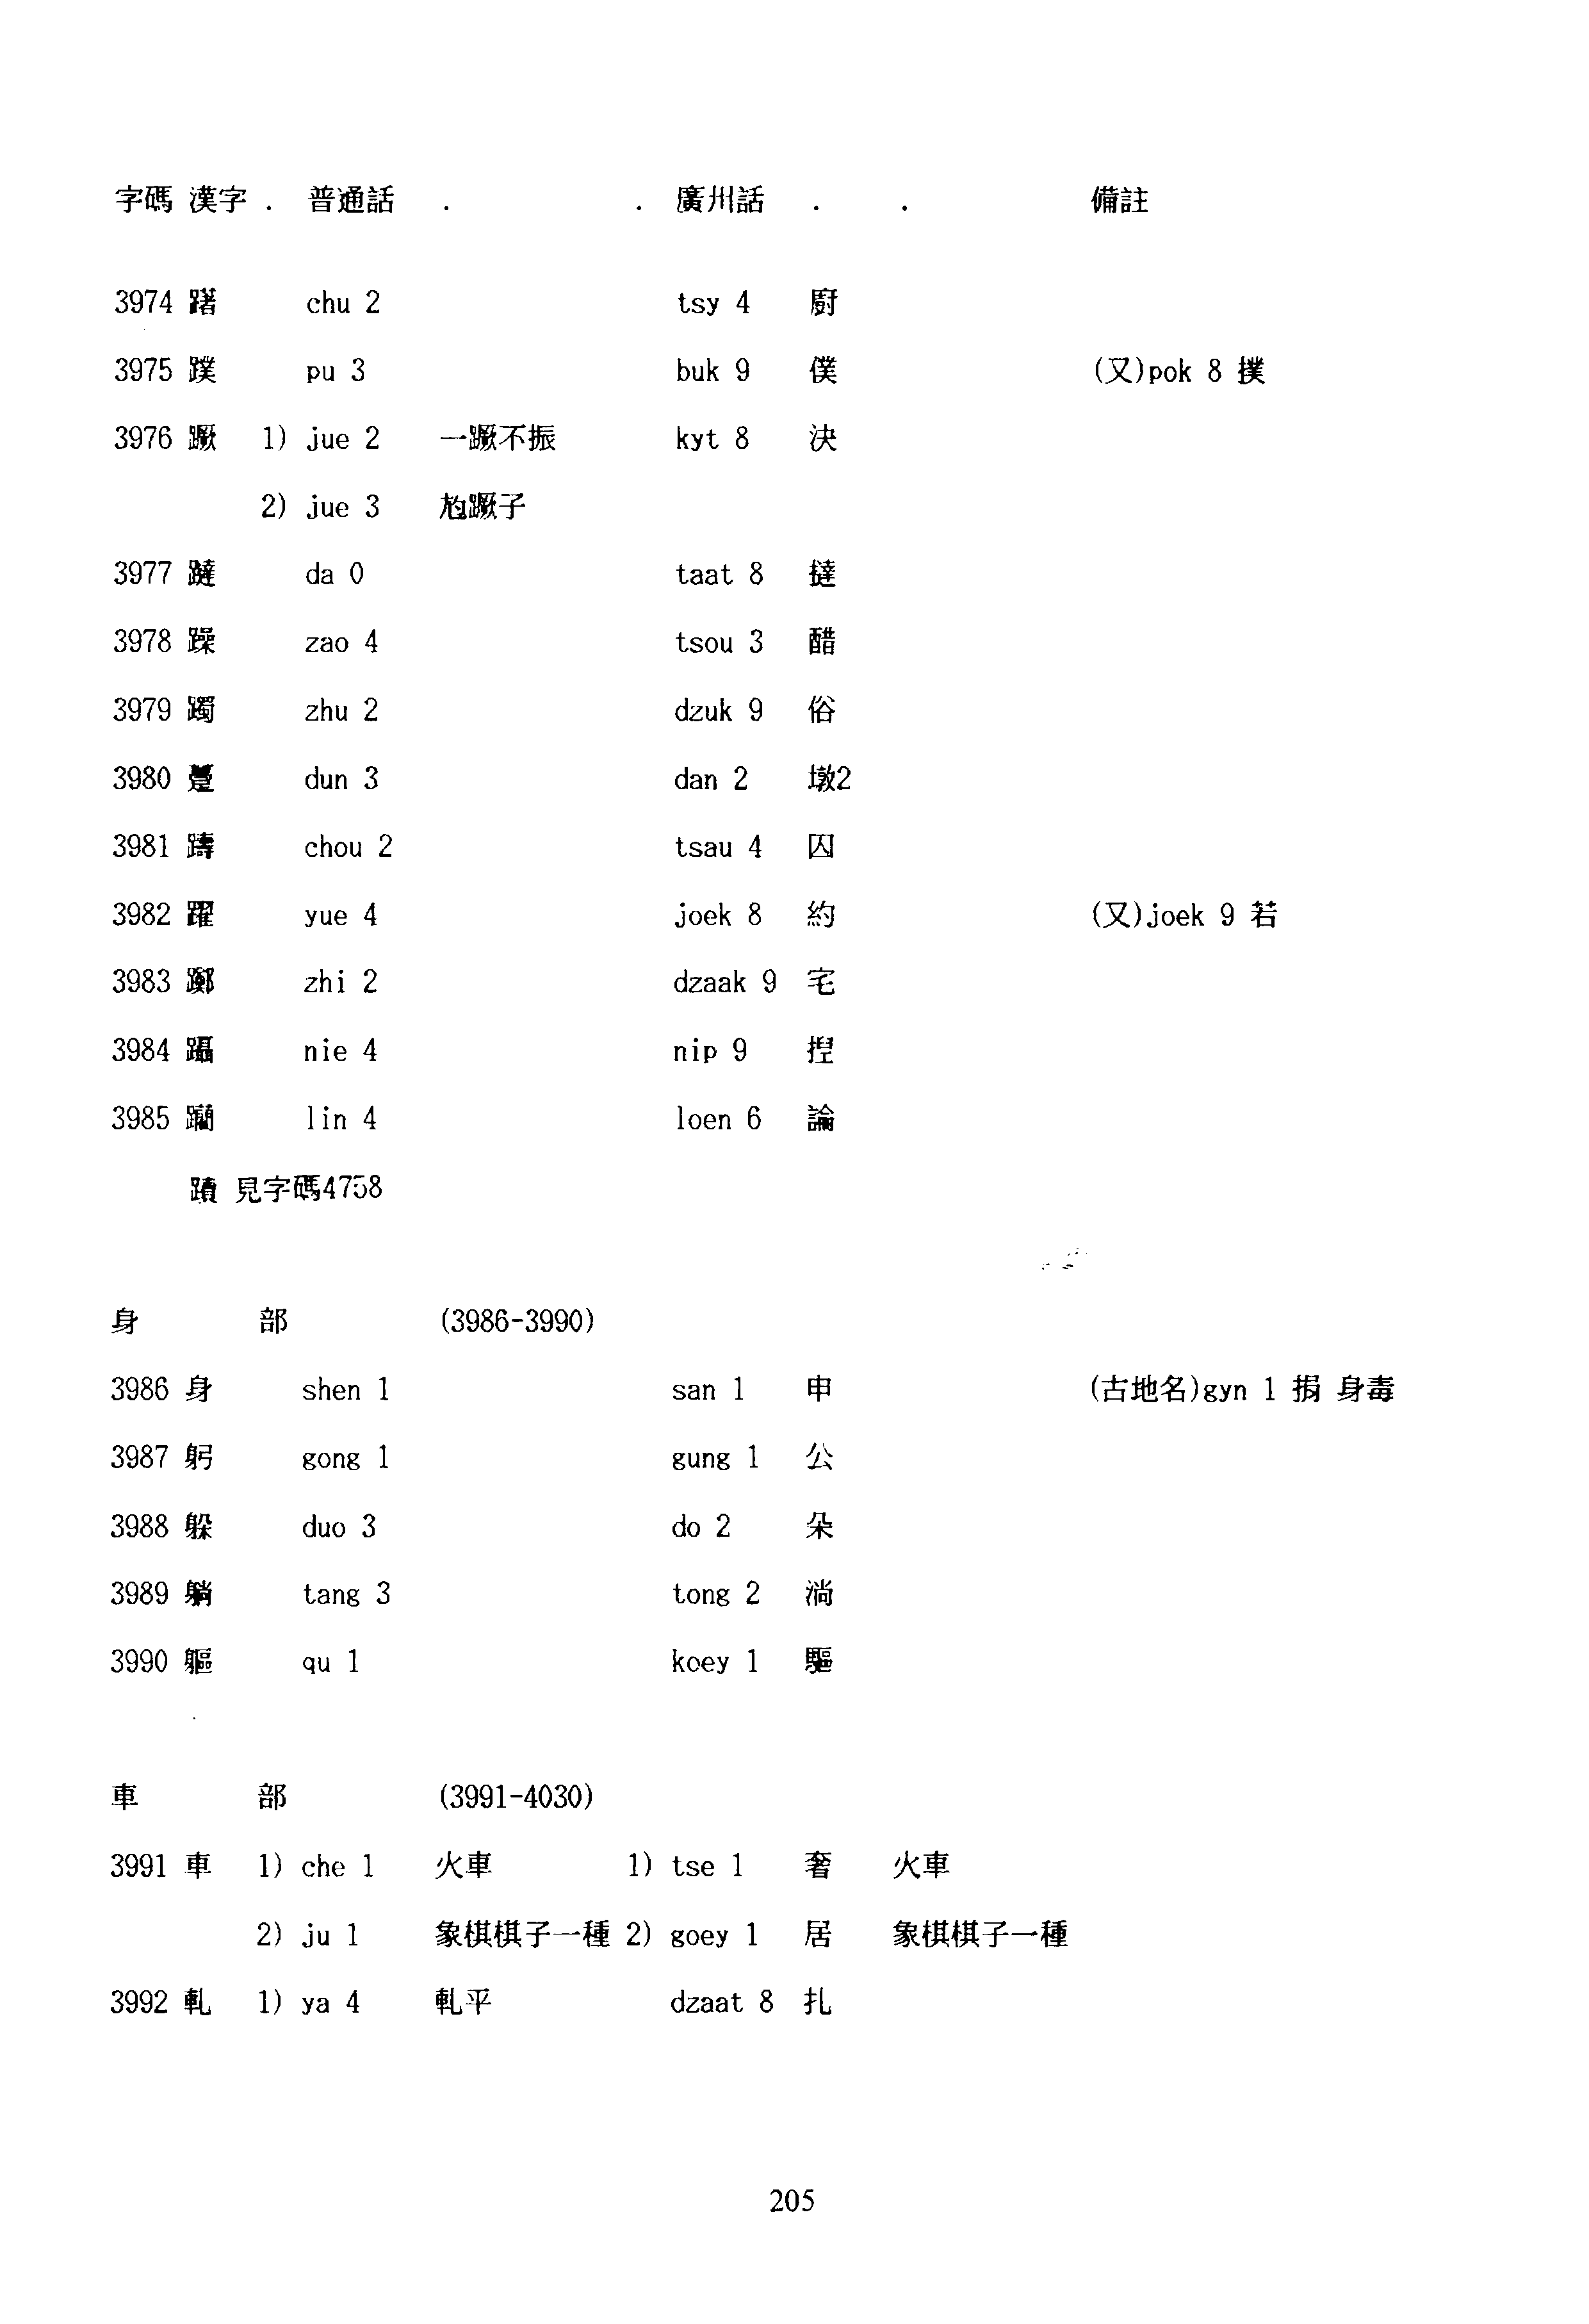 字碼 漢字 . 普通話 . . 廣州話 . . 備註
3974 躇 chu 2 tsy 4 廚
3975 蹼 pu 3 buk 9 僕 (又)pok 8 撲
3976 蹶 1) jue 2 一蹶不振 kyt 8 決
2) jue 3 尥蹶子
3977 躂 da 0 taat 8 撻
3978 躁 zao 4 tsou 3 醋
3979 躅 zhu 2 dzuk 9 俗
3980 躉 dun 3 dan 2 墩2
3981 躊 chou 2 tsau 4 囚
3982 躍 yue 4 joek 8 約 (又)joek 9 若
3983 躑 zhi 2 dzaak 9 宅
3984 躡 nie 4 nip 9 揑
3985 躪 lin 4 loen 6 論
蹟 見字碼4758
身 部 (3986-3990)
3986 身 shen 1 san 1 申 (古地名)gyn 1 捐 身毒
3987 躬 gong 1 gung 1 公
3988 躲 duo 3 do 2 朵
3989 躺 tang 3 tong 2 淌
3990 軀 qu 1 koey 1 驅
車 部 (3991-4030)
3991 車 1) che 1 火車 1) tse 1 奢 火車
2) ju 1 象棋棋子一種 2) goey 1 居 象棋棋子一種
3992 軋 1) ya 4 軋平 dzaat 8 扎
205